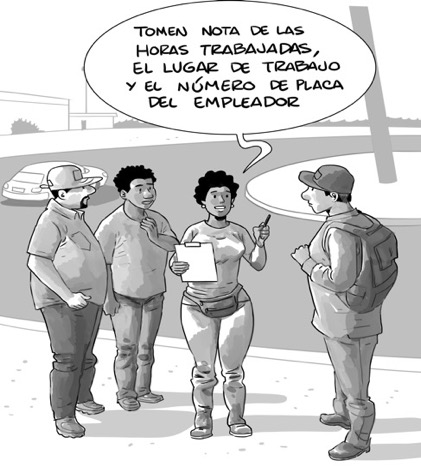 TOMEN NOTA DE LAS
HORAS TRABAJADAS,
EL LUGAR DE TRABAJO
Y EL NÚMERO DE PLACA
DEL EMPLEADOR